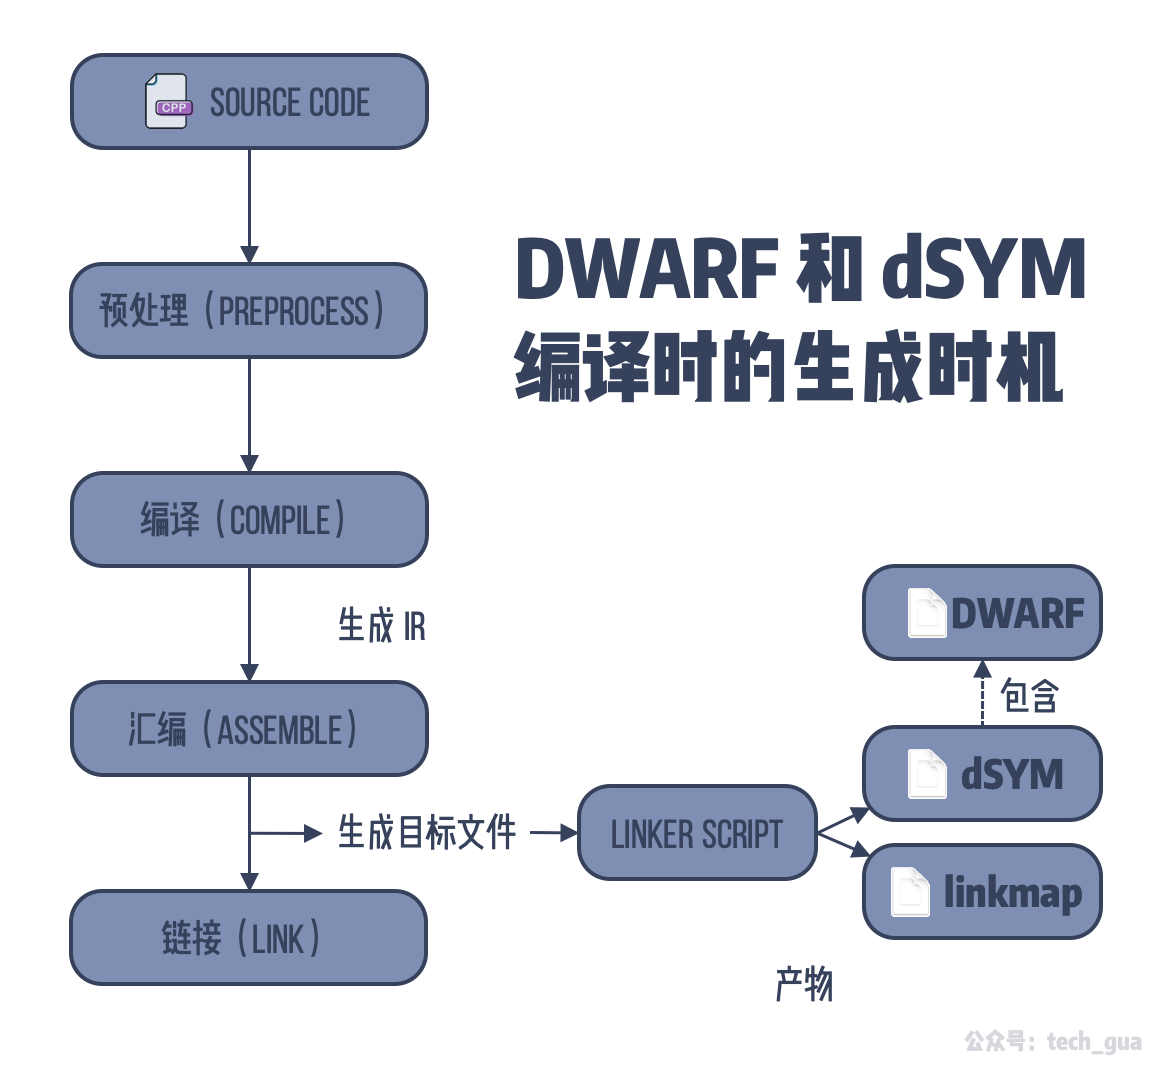 CPP
SOURCE CODE
预处理（PREPROCESS）
DWARF 和 dSYM
编译时的生成时机
编译（COMPILE）
生成 IR
汇编（ASSEMBLE）
生成目标文件
链接（LINK）
LINKER SCRIPT
DWARF
包含
dSYM
linkmap
产物
公众号：tech_gua